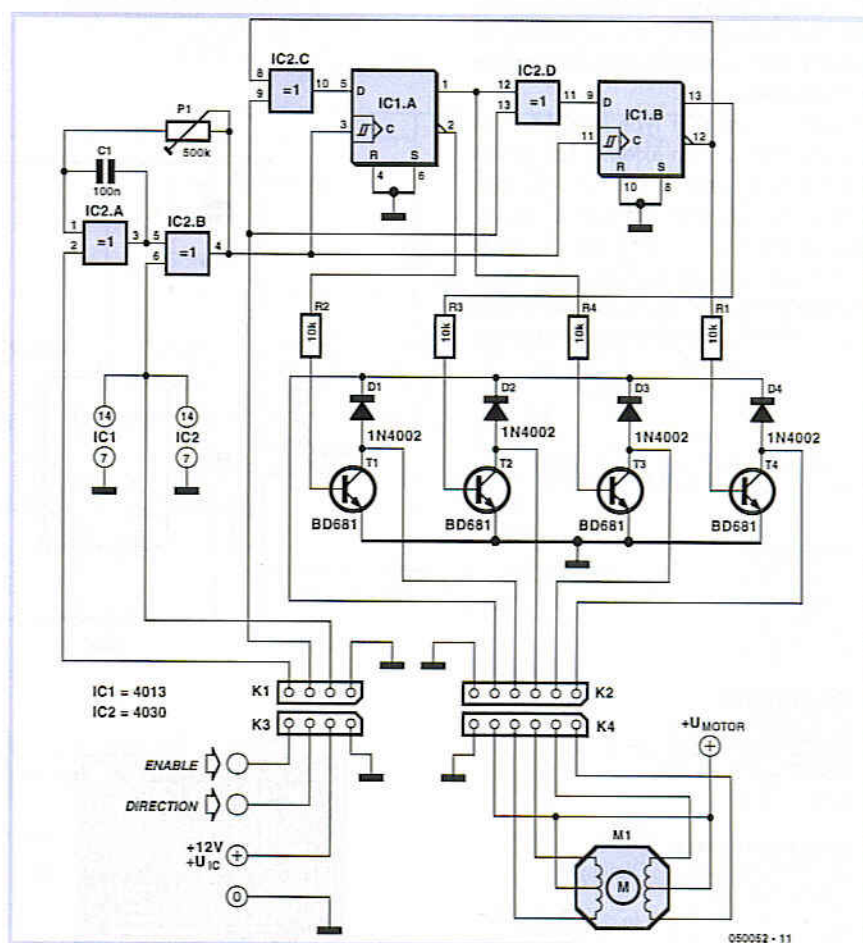 IC2.C
8
9
=1
10
5
D
IC1.A
1
3
C
2
R
S
4
6
IC2.D
12
13
=1
11
9
D
IC1.B
13
11
C
12
R
S
10
8
P1
500k
C1
100n
IC2.A
1
2
=1
3
IC2.B
5
6
=1
4
R2
10k
R3
10k
R4
10k
R1
10k
14
14
IC1
IC2
7
7
D1
D2
D3
D4
1N4002
1N4002
1N4002
1N4002
T1
T2
T3
T4
BD681
BD681
BD681
BD681
IC1 = 4013
IC2 = 4030
K1
K2
K3
K4
ENABLE
DIRECTION
+12V
+UIC
0
+UMOTOR
M1
M
050052 - 11